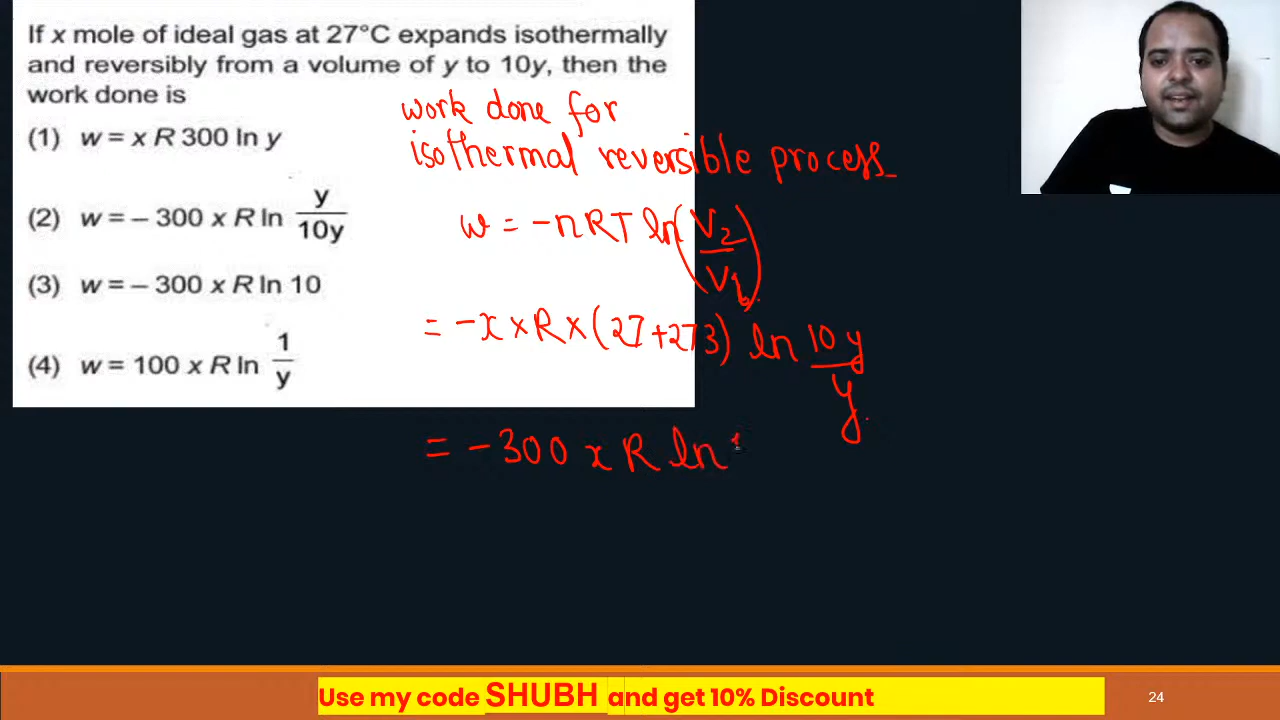 If x mole of ideal gas at 27°C expands isothermally
and reversibly from a volume of y to 10y, then the
work done is
(1) w = x R 300 ln y
(2) w = – 300 x R ln y/10y
(3) w = – 300 x R ln 10
(4) w = 100 x R ln 1/y
work done for
isothermal reversible process
w = -nRT ln(V2/V1)
= -x × R × (27+273) ln 10y/y
= -300 x R ln 1
Use my code SHUBH and get 10% Discount
24